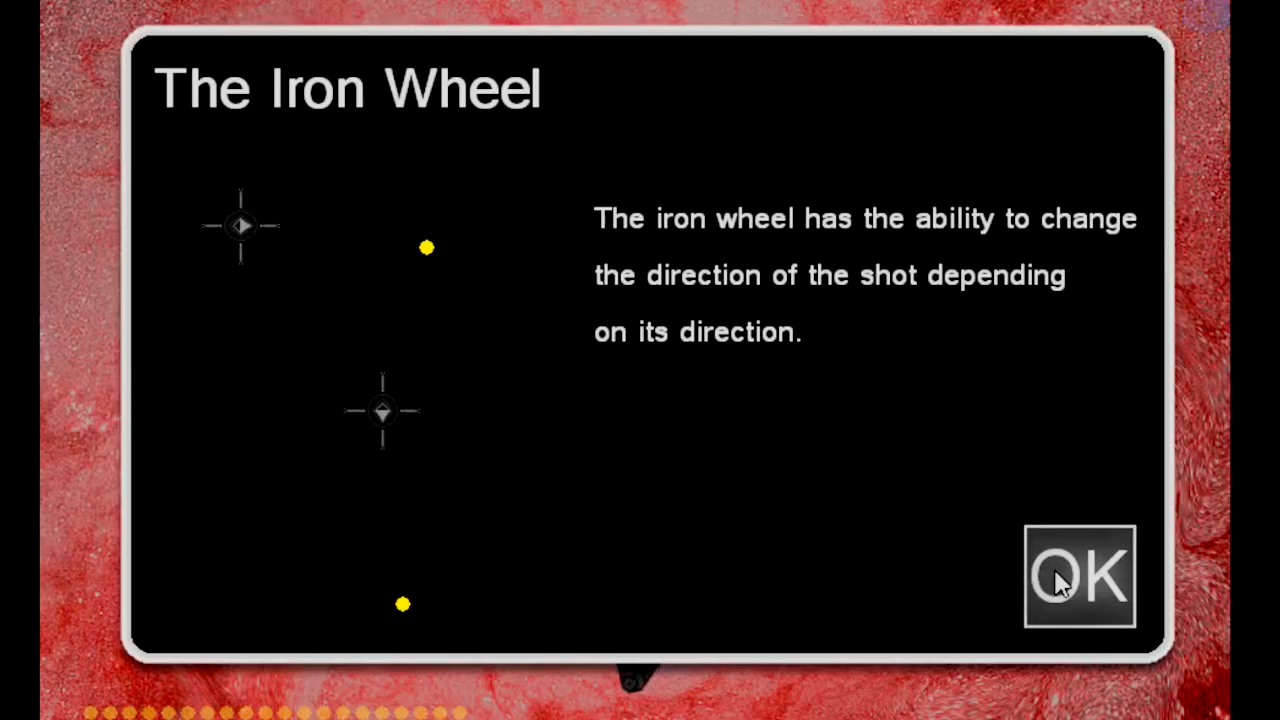 The Iron Wheel
The iron wheel has the ability to change
the direction of the shot depending
on its direction.
OK